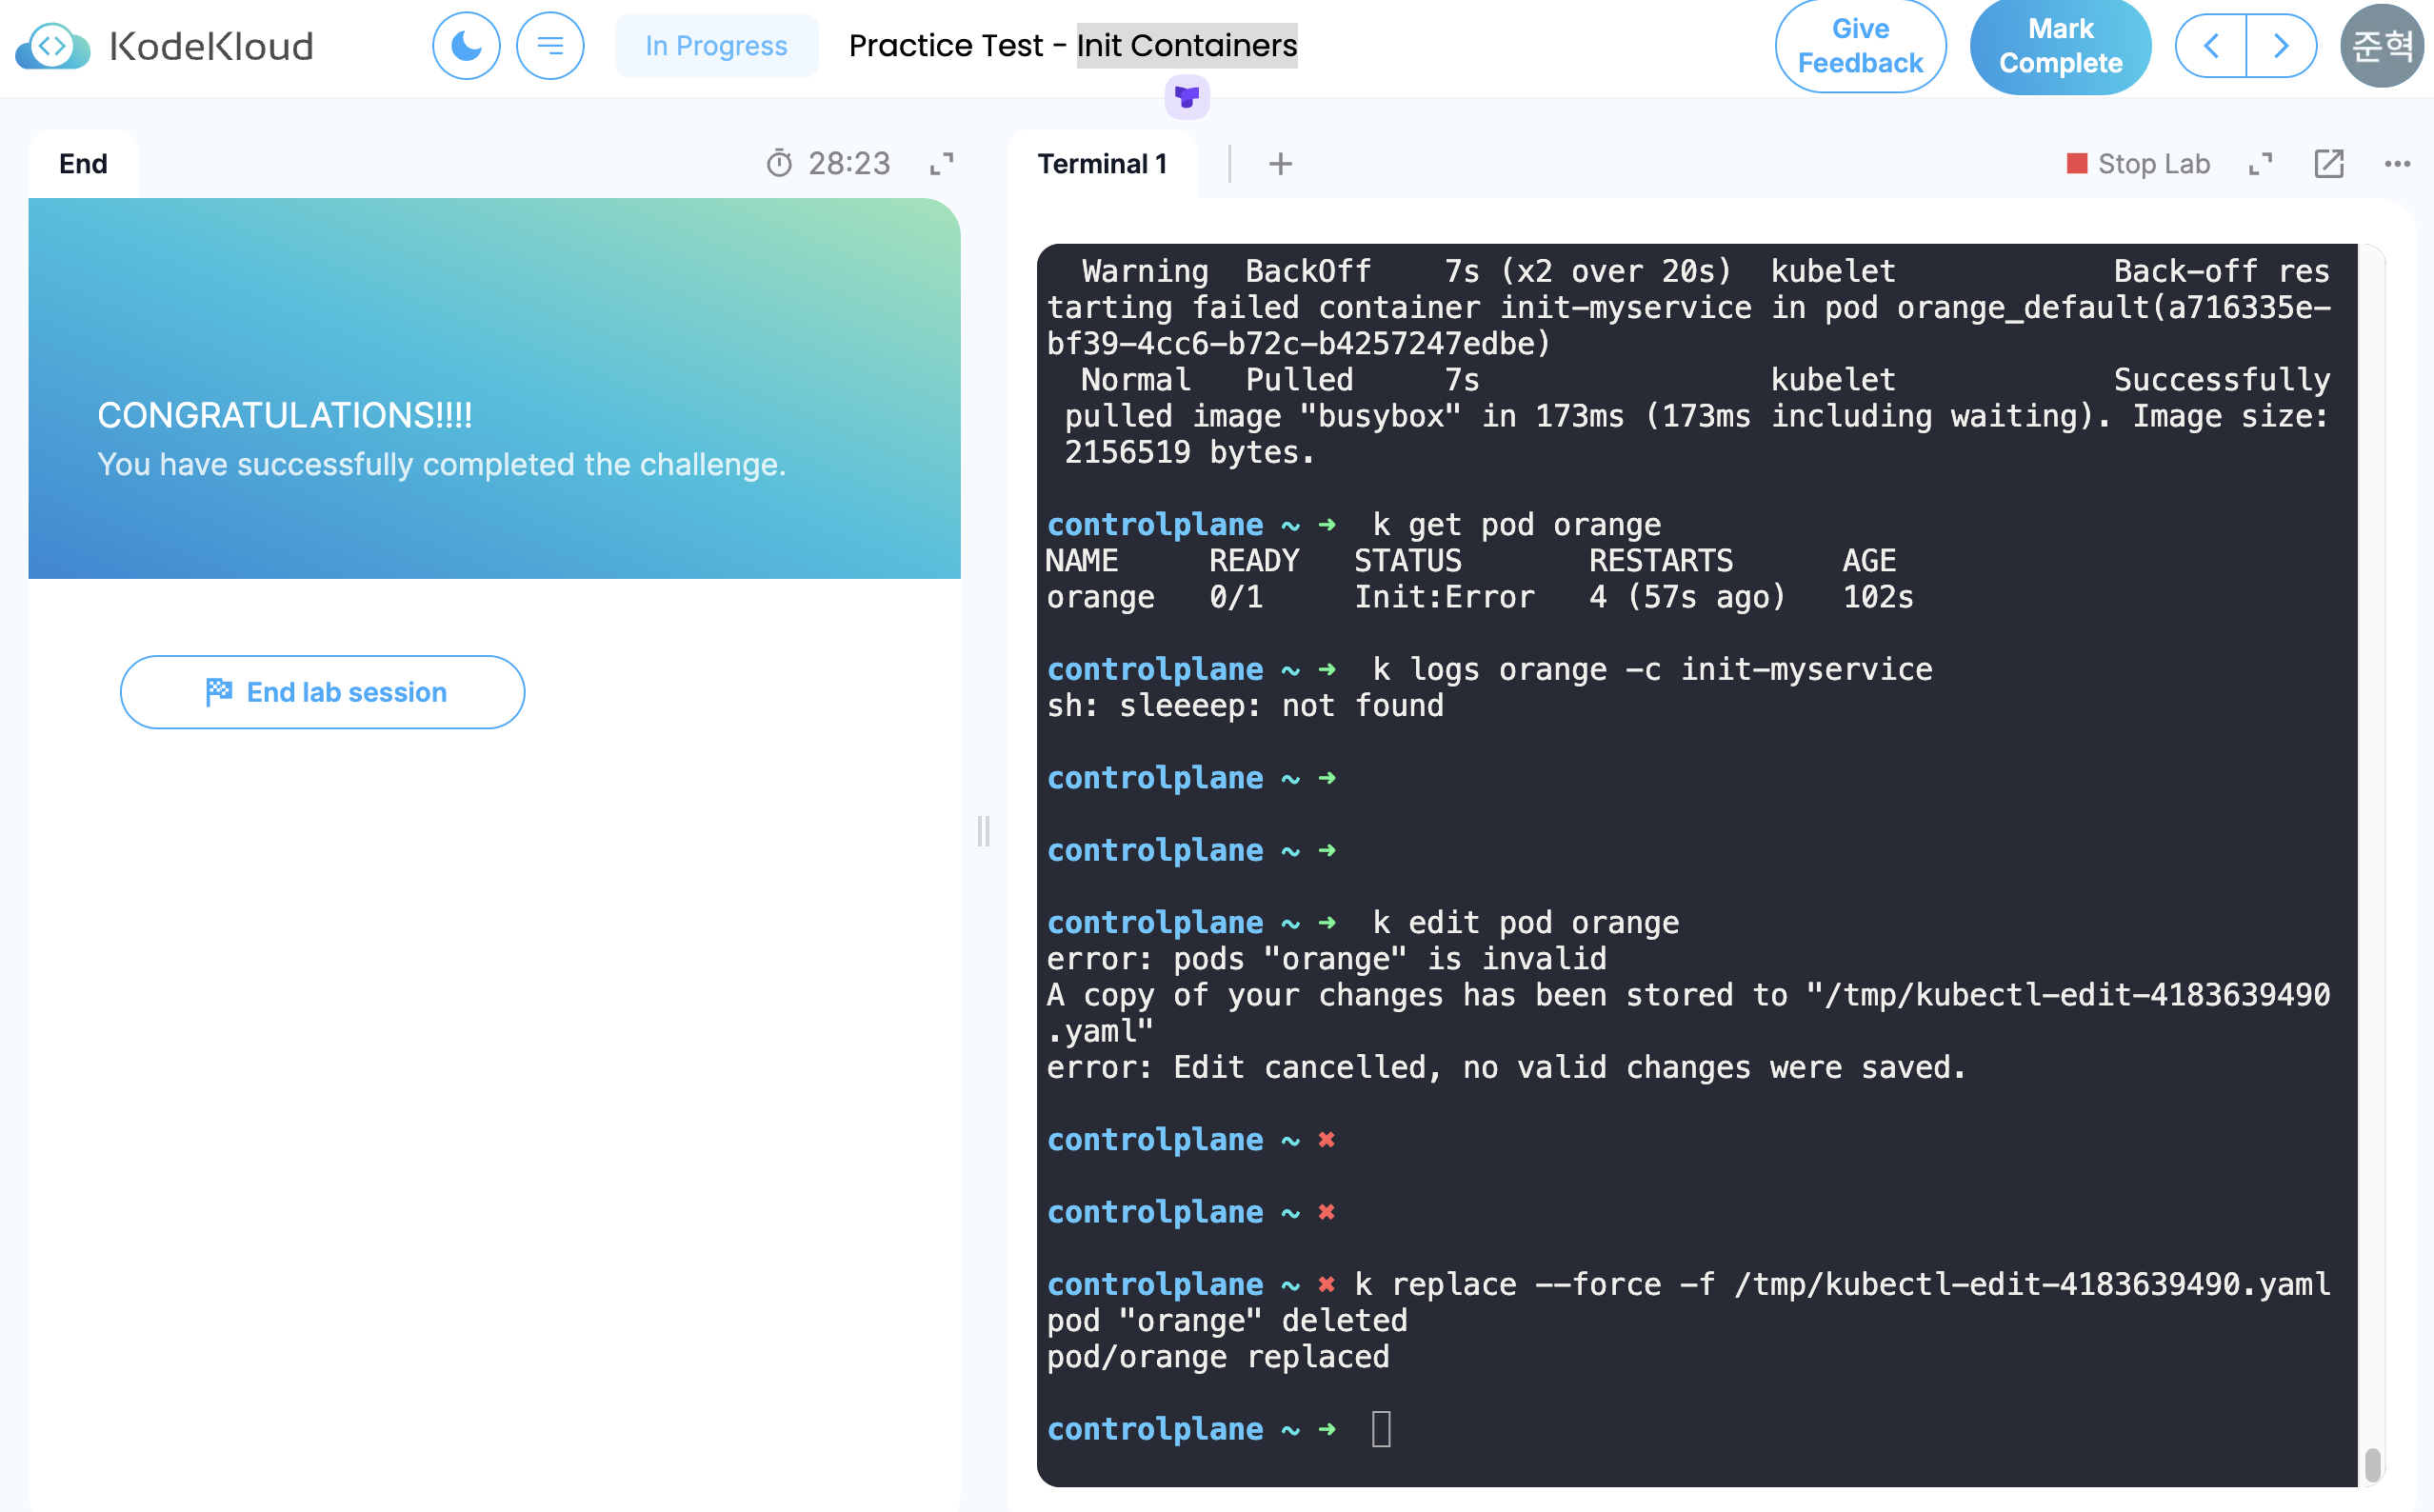 KodeKloud
In Progress
Practice Test - Init Containers
Give
Feedback
Mark
Complete
준혁
End
28:23
CONGRATULATIONS!!!!
You have successfully completed the challenge.
End lab session
Terminal 1
+
Stop Lab
Warning  BackOff    7s (x2 over 20s)  kubelet            Back-off res
tarting failed container init-myservice in pod orange_default(a716335e-
bf39-4cc6-b72c-b4257247edbe)
Normal   Pulled     7s                kubelet            Successfully
pulled image "busybox" in 173ms (173ms including waiting). Image size:
2156519 bytes.
controlplane ~ ➜  k get pod orange
NAME     READY   STATUS       RESTARTS      AGE
orange   0/1     Init:Error   4 (57s ago)   102s
controlplane ~ ➜  k logs orange -c init-myservice
sh: sleeeep: not found
controlplane ~ ➜
controlplane ~ ➜
controlplane ~ ➜  k edit pod orange
error: pods "orange" is invalid
A copy of your changes has been stored to "/tmp/kubectl-edit-4183639490
.yaml"
error: Edit cancelled, no valid changes were saved.
controlplane ~ ✖
controlplane ~ ✖
controlplane ~ ✖ k replace --force -f /tmp/kubectl-edit-4183639490.yaml
pod "orange" deleted
pod/orange replaced
controlplane ~ ➜